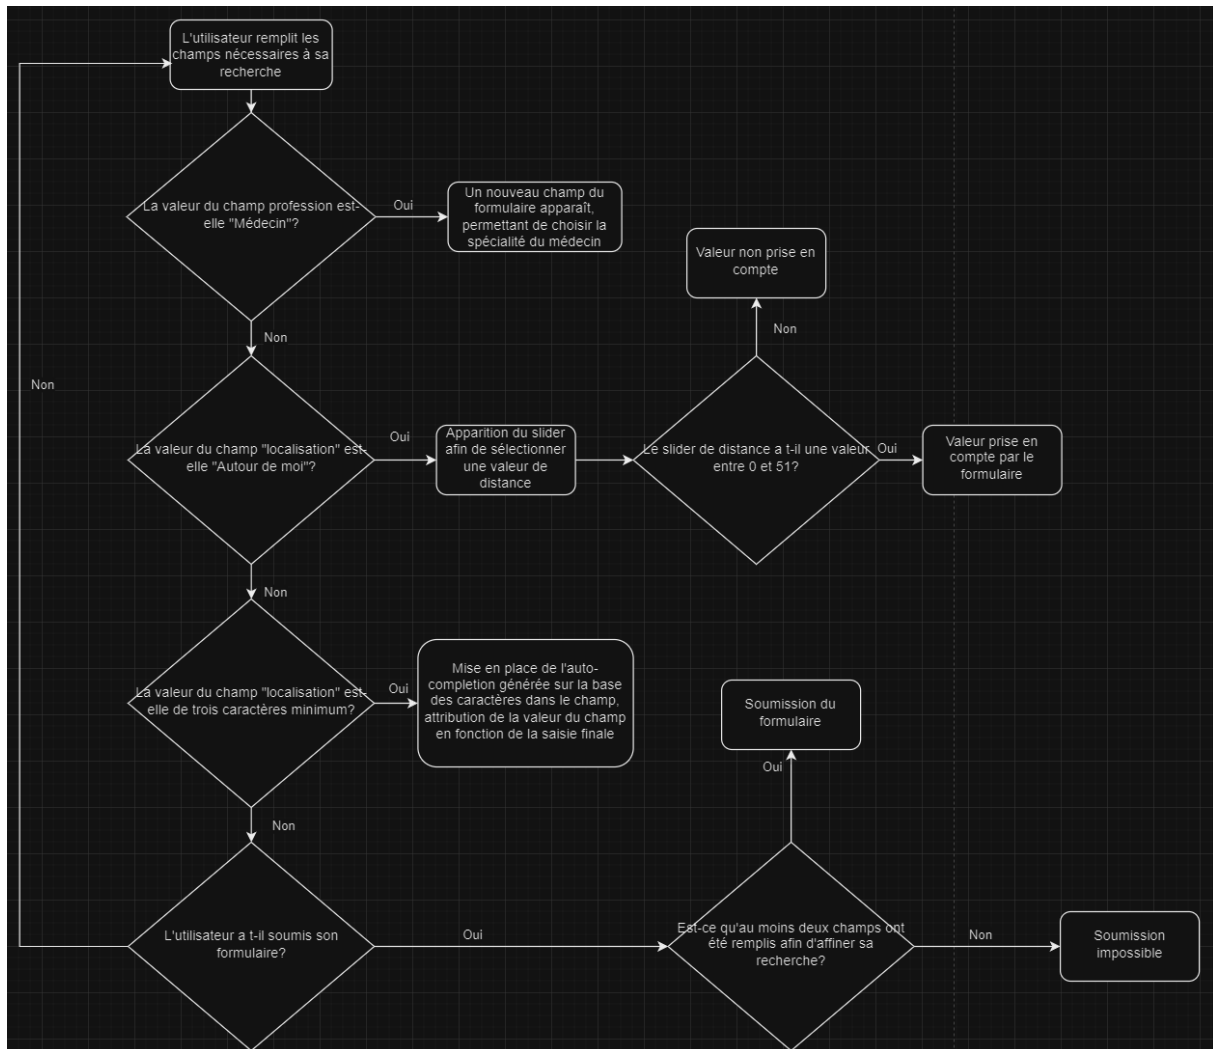 L'utilisateur remplit les
champs nécessaires à sa
recherche
La valeur du champ profession est-
elle "Médecin"?
Oui
Un nouveau champ du
formulaire apparaît,
permettant de choisir la
spécialité du médecin
Non
Valeur non prise en
compte
Non
Non
La valeur du champ "localisation" est-
elle "Autour de moi"?
Oui
Apparition du slider
afin de sélectionner
une valeur de
distance
Le slider de distance a t-il une valeur
entre 0 et 51?
Oui
Valeur prise en
compte par le
formulaire
Non
La valeur du champ "localisation" est-
elle de trois caractères minimum?
Oui
Mise en place de l'auto-
completion générée sur la base
des caractères dans le champ,
attribution de la valeur du champ
en fonction de la saisie finale
Soumission du
formulaire
Oui
Non
L'utilisateur a t-il soumis son
formulaire?
Oui
Est-ce qu'au moins deux champs ont
été remplis afin d'affiner sa
recherche?
Non
Soumission
impossible